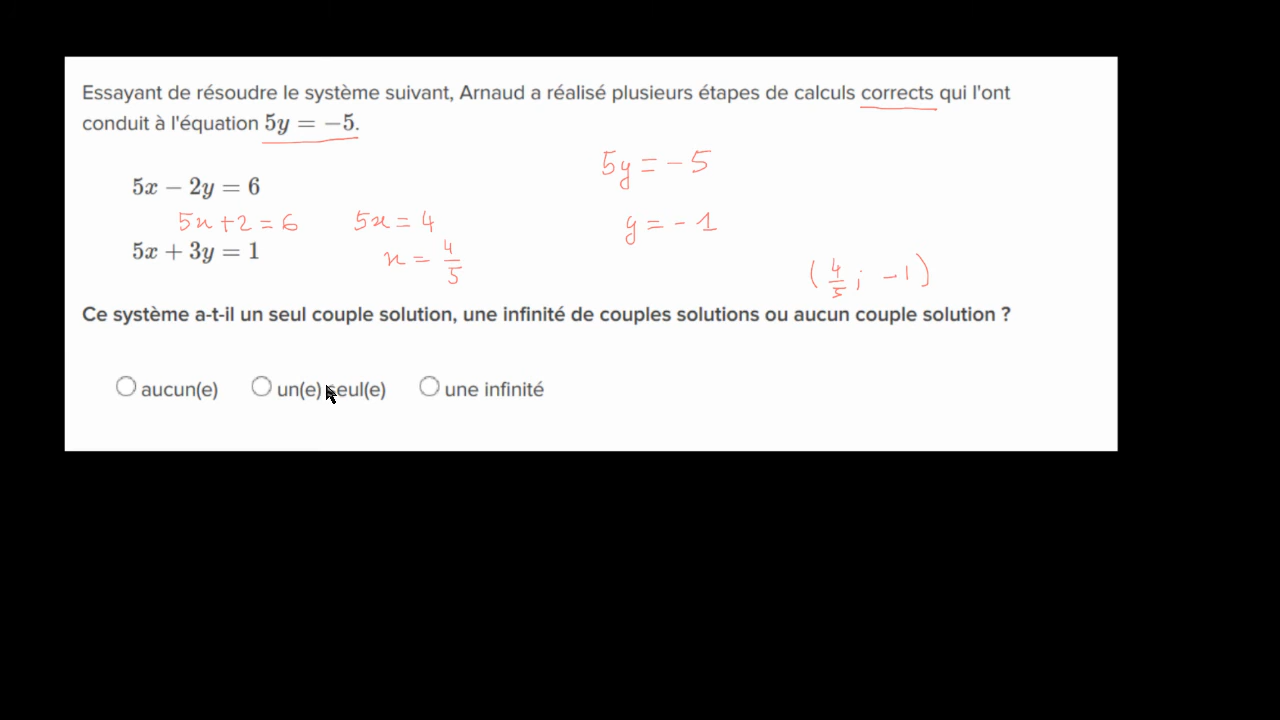 Essayant de résoudre le système suivant, Arnaud a réalisé plusieurs étapes de calculs corrects qui l'ont
conduit à l'équation 5y = −5.
5y = -5
5x − 2y = 6
5x + 2 = 6 5x = 4 y = -1
5x + 3y = 1 x = 4/5
(4/5 ; -1)
Ce système a-t-il un seul couple solution, une infinité de couples solutions ou aucun couple solution ?
aucun(e) un(e) seul(e) une infinité